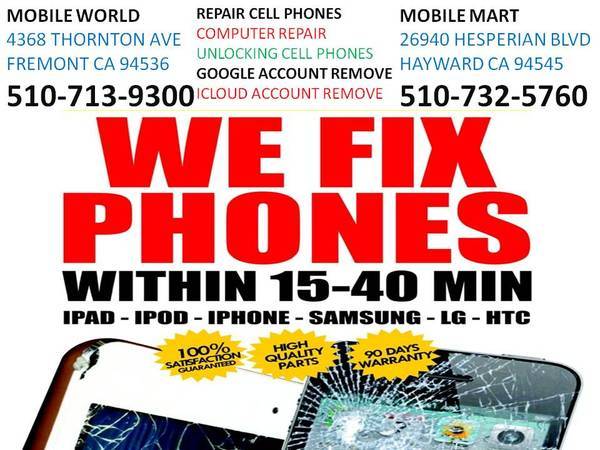 MOBILE WORLD
4368 THORNTON AVE
FREMONT CA 94536
510-713-9300
REPAIR CELL PHONES
COMPUTER REPAIR
UNLOCKING CELL PHONES
GOOGLE ACCOUNT REMOVE
ICLOUD ACCOUNT REMOVE
MOBILE MART
26940 HESPERIAN BLVD
HAYWARD CA 94545
510-732-5760
WE FIX
PHONES
WITHIN 15-40 MIN
IPAD - IPOD - IPHONE - SAMSUNG - LG - HTC
100%
SATISFACTION
GUARANTEED
HIGH
QUALITY
PARTS
90 DAYS
WARRANTY